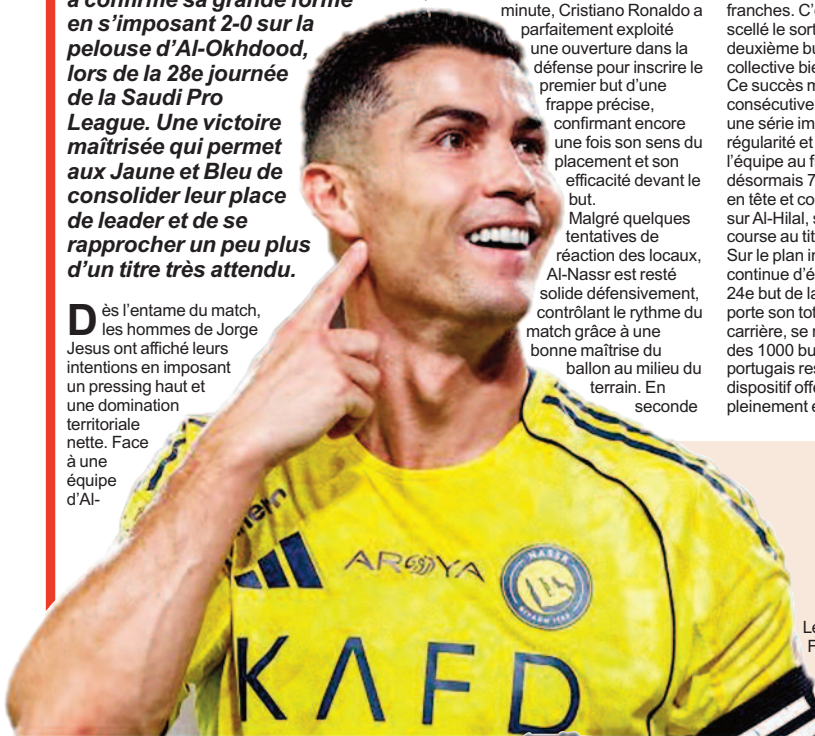 a confirmé sa grande forme
en s’imposant 2-0 sur la
pelouse d’Al-Okhdood,
lors de la 28e journée
de la Saudi Pro
League. Une victoire
maîtrisée qui permet
aux Jaune et Bleu de
consolider leur place
de leader et de se
rapprocher un peu plus
d’un titre très attendu.
Dès l’entame du match,
les hommes de Jorge
Jesus ont affiché leurs
intentions en imposant
un pressing haut et
une domination
territoriale
nette. Face
à une
équipe
d’Al-
minute, Cristiano Ronaldo a
parfaitement exploité
une ouverture dans la
défense pour inscrire le
premier but d’une
frappe précise,
confirmant encore
une fois son sens du
placement et son
efficacité devant le
but.
Malgré quelques
tentatives de
réaction des locaux,
Al-Nassr est resté
solide défensivement,
contrôlant le rythme du
match grâce à une
bonne maîtrise du
ballon au milieu du
terrain. En
seconde
franches. C’
scellé le sort
deuxième bu
collective bie
Ce succès m
consécutive
une série im
régularité et
l’équipe au f
désormais 7
en tête et co
sur Al-Hilal, s
course au tit
Sur le plan in
continue d’é
24e but de la
porte son tot
carrière, se r
des 1000 bu
portugais res
dispositif offe
pleinement e
Le
F
AROYA
NASSR
KAFD